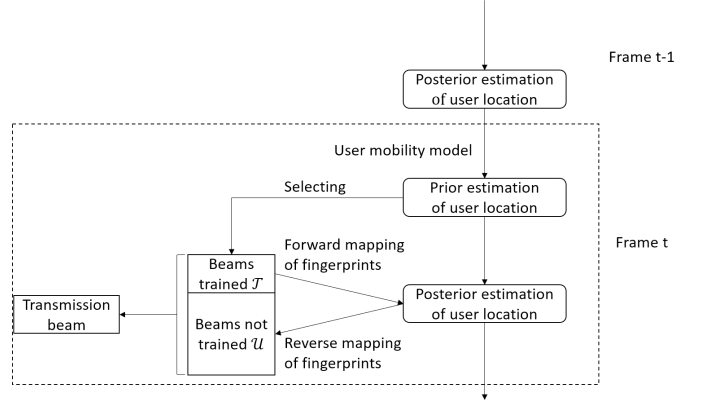 Frame t-1
Posterior estimation
of user location
User mobility model
Selecting
Prior estimation
of user location
Frame t
Forward mapping
of fingerprints
Beams
trained 𝒯
Posterior estimation
of user location
Transmission
beam
Beams not
trained 𝒰
Reverse mapping
of fingerprints